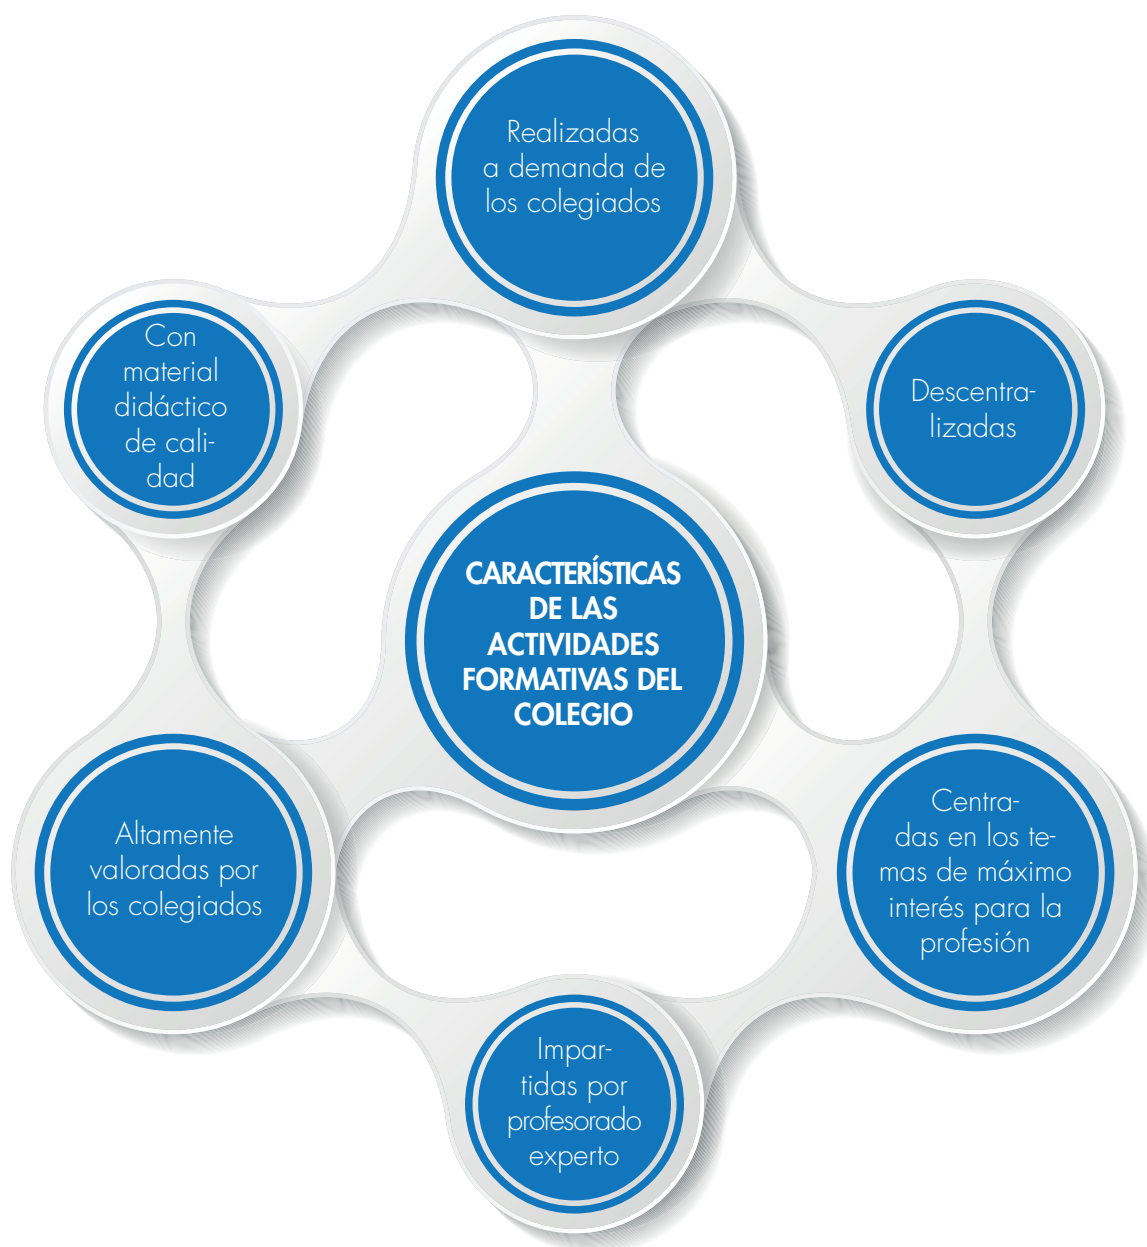 Realizadas
a demanda de
los colegiados
Con
material
didáctico
de cali-
dad
Descentra-
lizadas
CARACTERÍSTICAS
DE LAS
ACTIVIDADES
FORMATIVAS DEL
COLEGIO
Altamente
valoradas por
los colegiados
Centra-
das en los te-
mas de máximo
interés para la
profesión
Impar-
tidas por
profesorado
experto